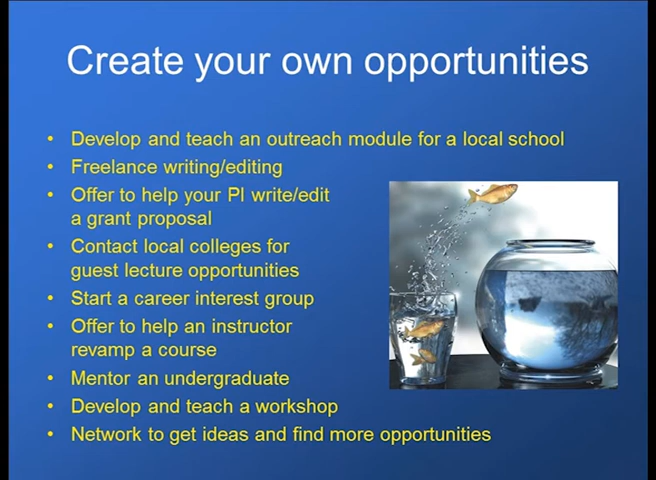 Create your own opportunities
• Develop and teach an outreach module for a local school
• Freelance writing/editing
• Offer to help your PI write/edit
a grant proposal
• Contact local colleges for
guest lecture opportunities
• Start a career interest group
• Offer to help an instructor
revamp a course
• Mentor an undergraduate
• Develop and teach a workshop
• Network to get ideas and find more opportunities